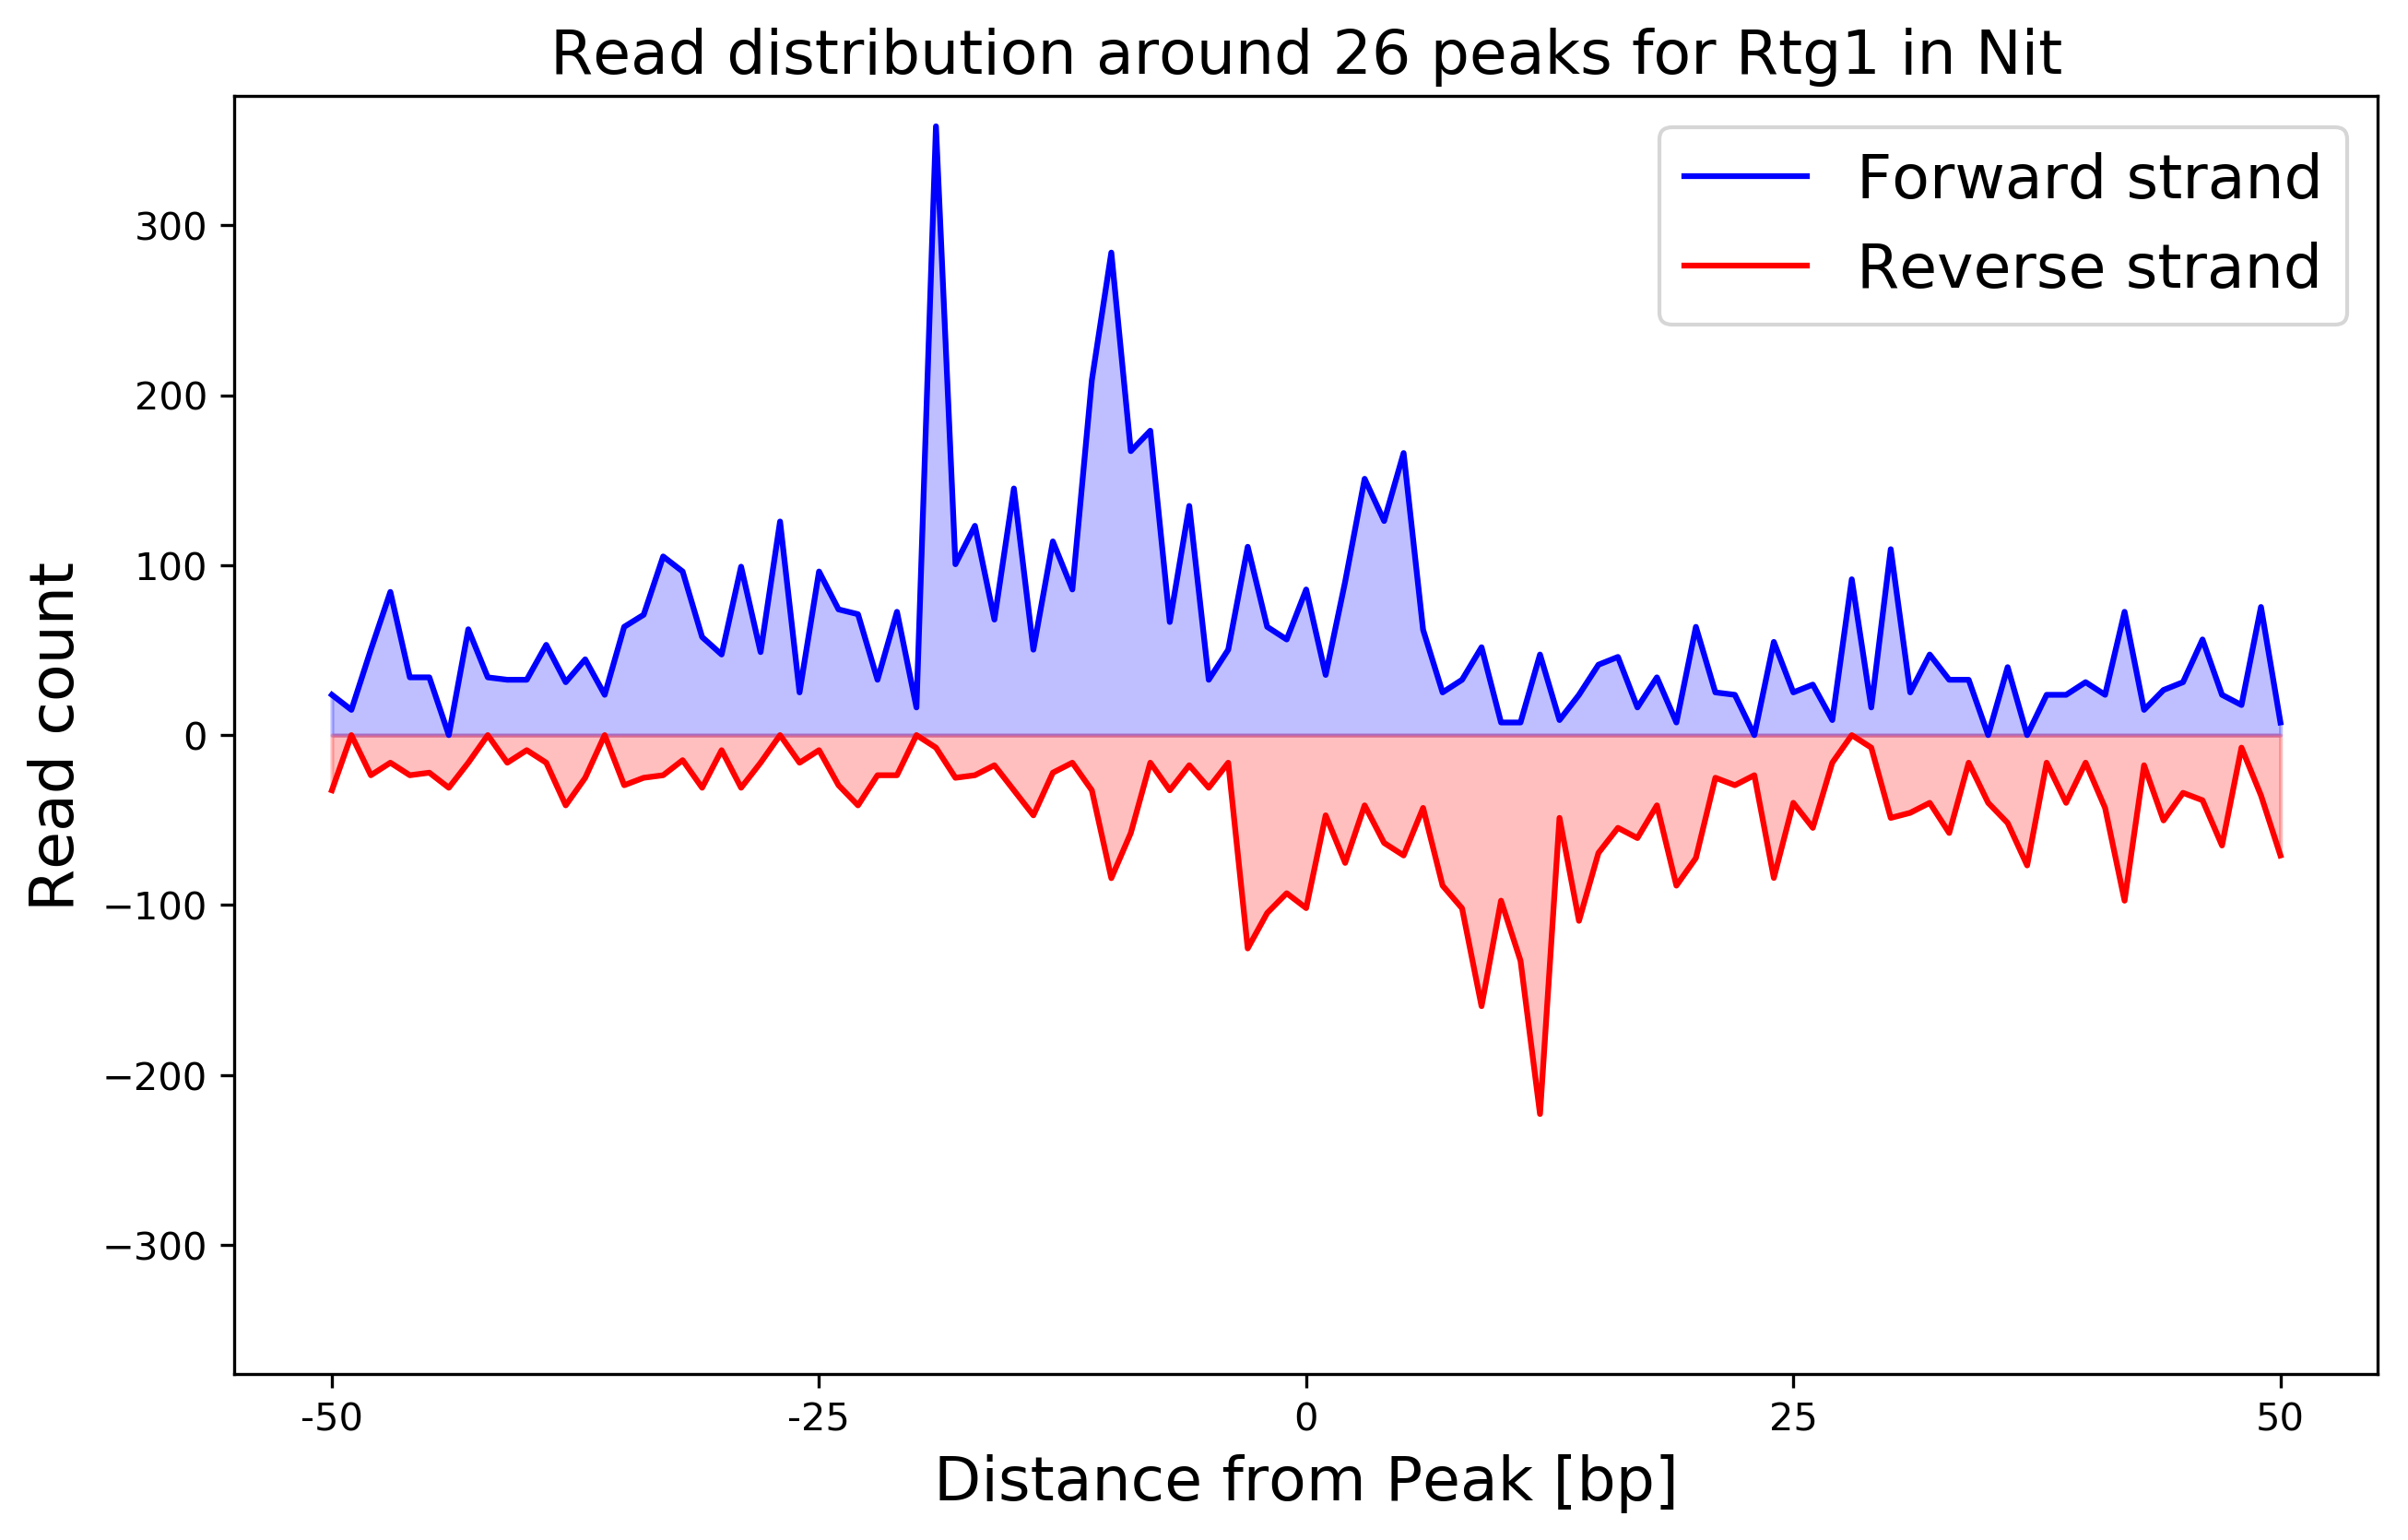 Read distribution around 26 peaks for Rtg1 in Nit
Forward strand
Reverse strand
Read count
300
200
100
0
−100
−200
−300
-50
-25
0
25
50
Distance from Peak [bp]